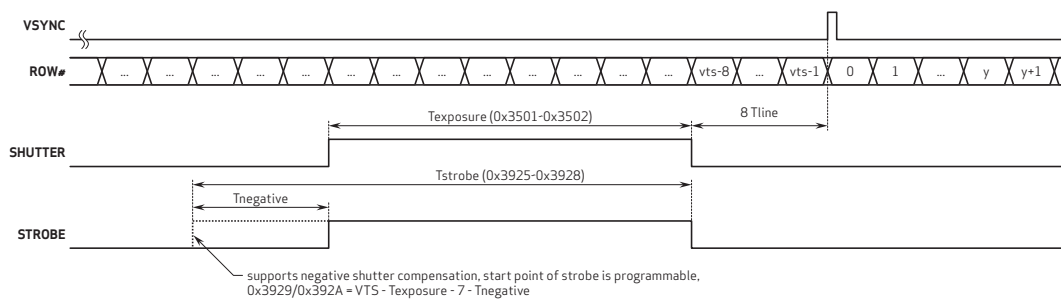 VSYNC
ROW# ... ... ... ... ... ... ... ... ... ... ... ... ... vts-8 ... vts-1 0 1 ... y y+1
Texposure (0x3501-0x3502) 8 Tline
SHUTTER
Tstrobe (0x3925-0x3928)
Tnegative
STROBE
supports negative shutter compensation, start point of strobe is programmable,
0x3929/0x392A = VTS - Texposure - 7 - Tnegative